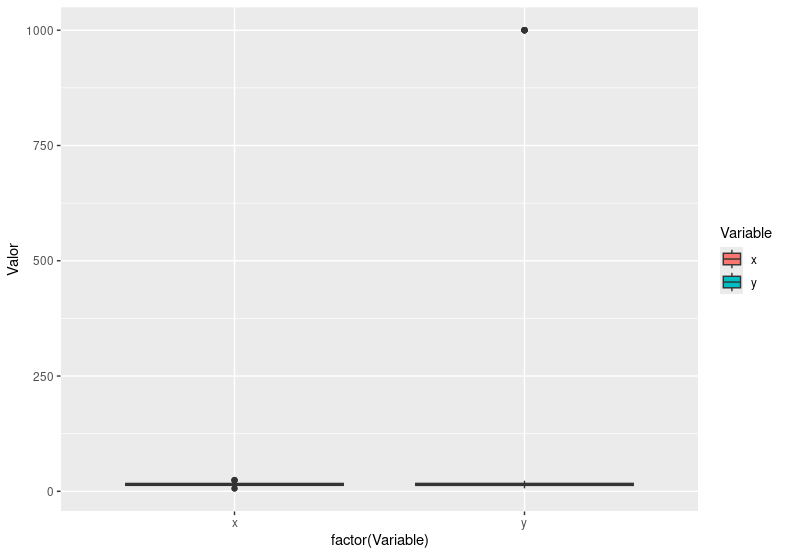 1000
750
500
250
0
Valor
x
y
factor(Variable)
Variable
x
y